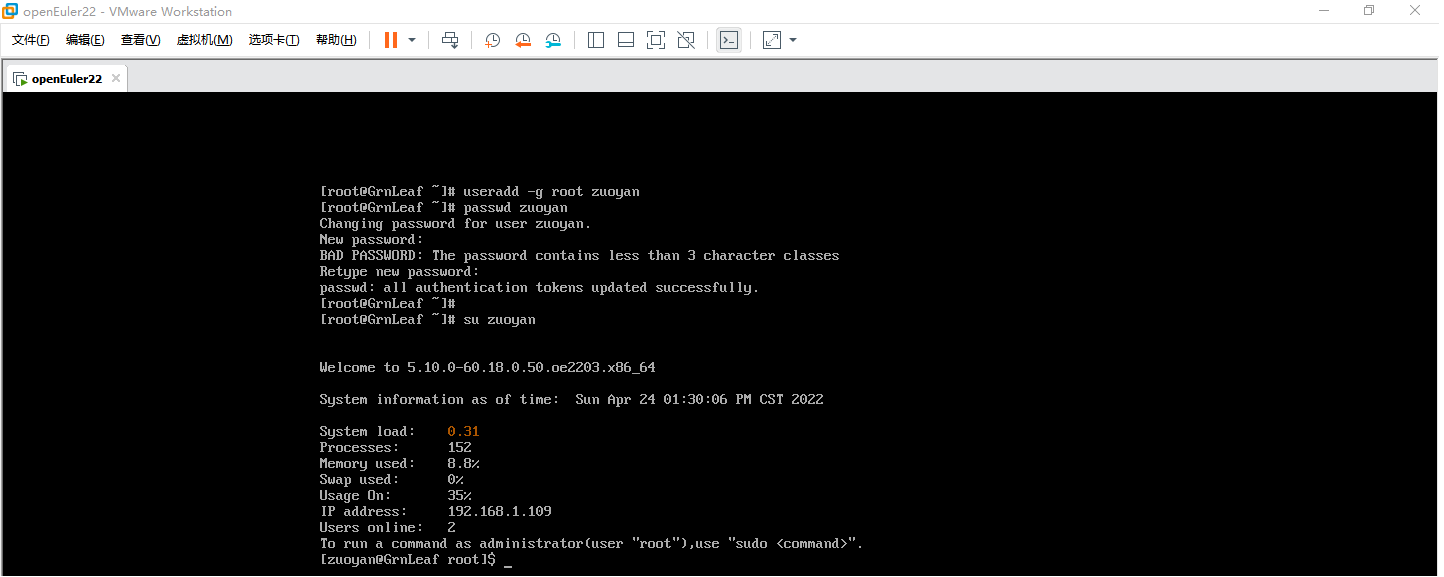 openEuler22 - VMware Workstation
文件(F) 编辑(E) 查看(V) 虚拟机(M) 选项卡(T) 帮助(H)
openEuler22
[root@GrnLeaf ~]# useradd -g root zuoyan
[root@GrnLeaf ~]# passwd zuoyan
Changing password for user zuoyan.
New password:
BAD PASSWORD: The password contains less than 3 character classes
Retype new password:
passwd: all authentication tokens updated successfully.
[root@GrnLeaf ~]#
[root@GrnLeaf ~]# su zuoyan
Welcome to 5.10.0-60.18.0.50.oe2203.x86_64
System information as of time:  Sun Apr 24 01:30:06 PM CST 2022
System load:    0.31
Processes:      152
Memory used:    8.8%
Swap used:      0%
Usage On:       35%
IP address:     192.168.1.109
Users online:   2
To run a command as administrator(user "root"),use "sudo <command>".
[zuoyan@GrnLeaf root]$ _